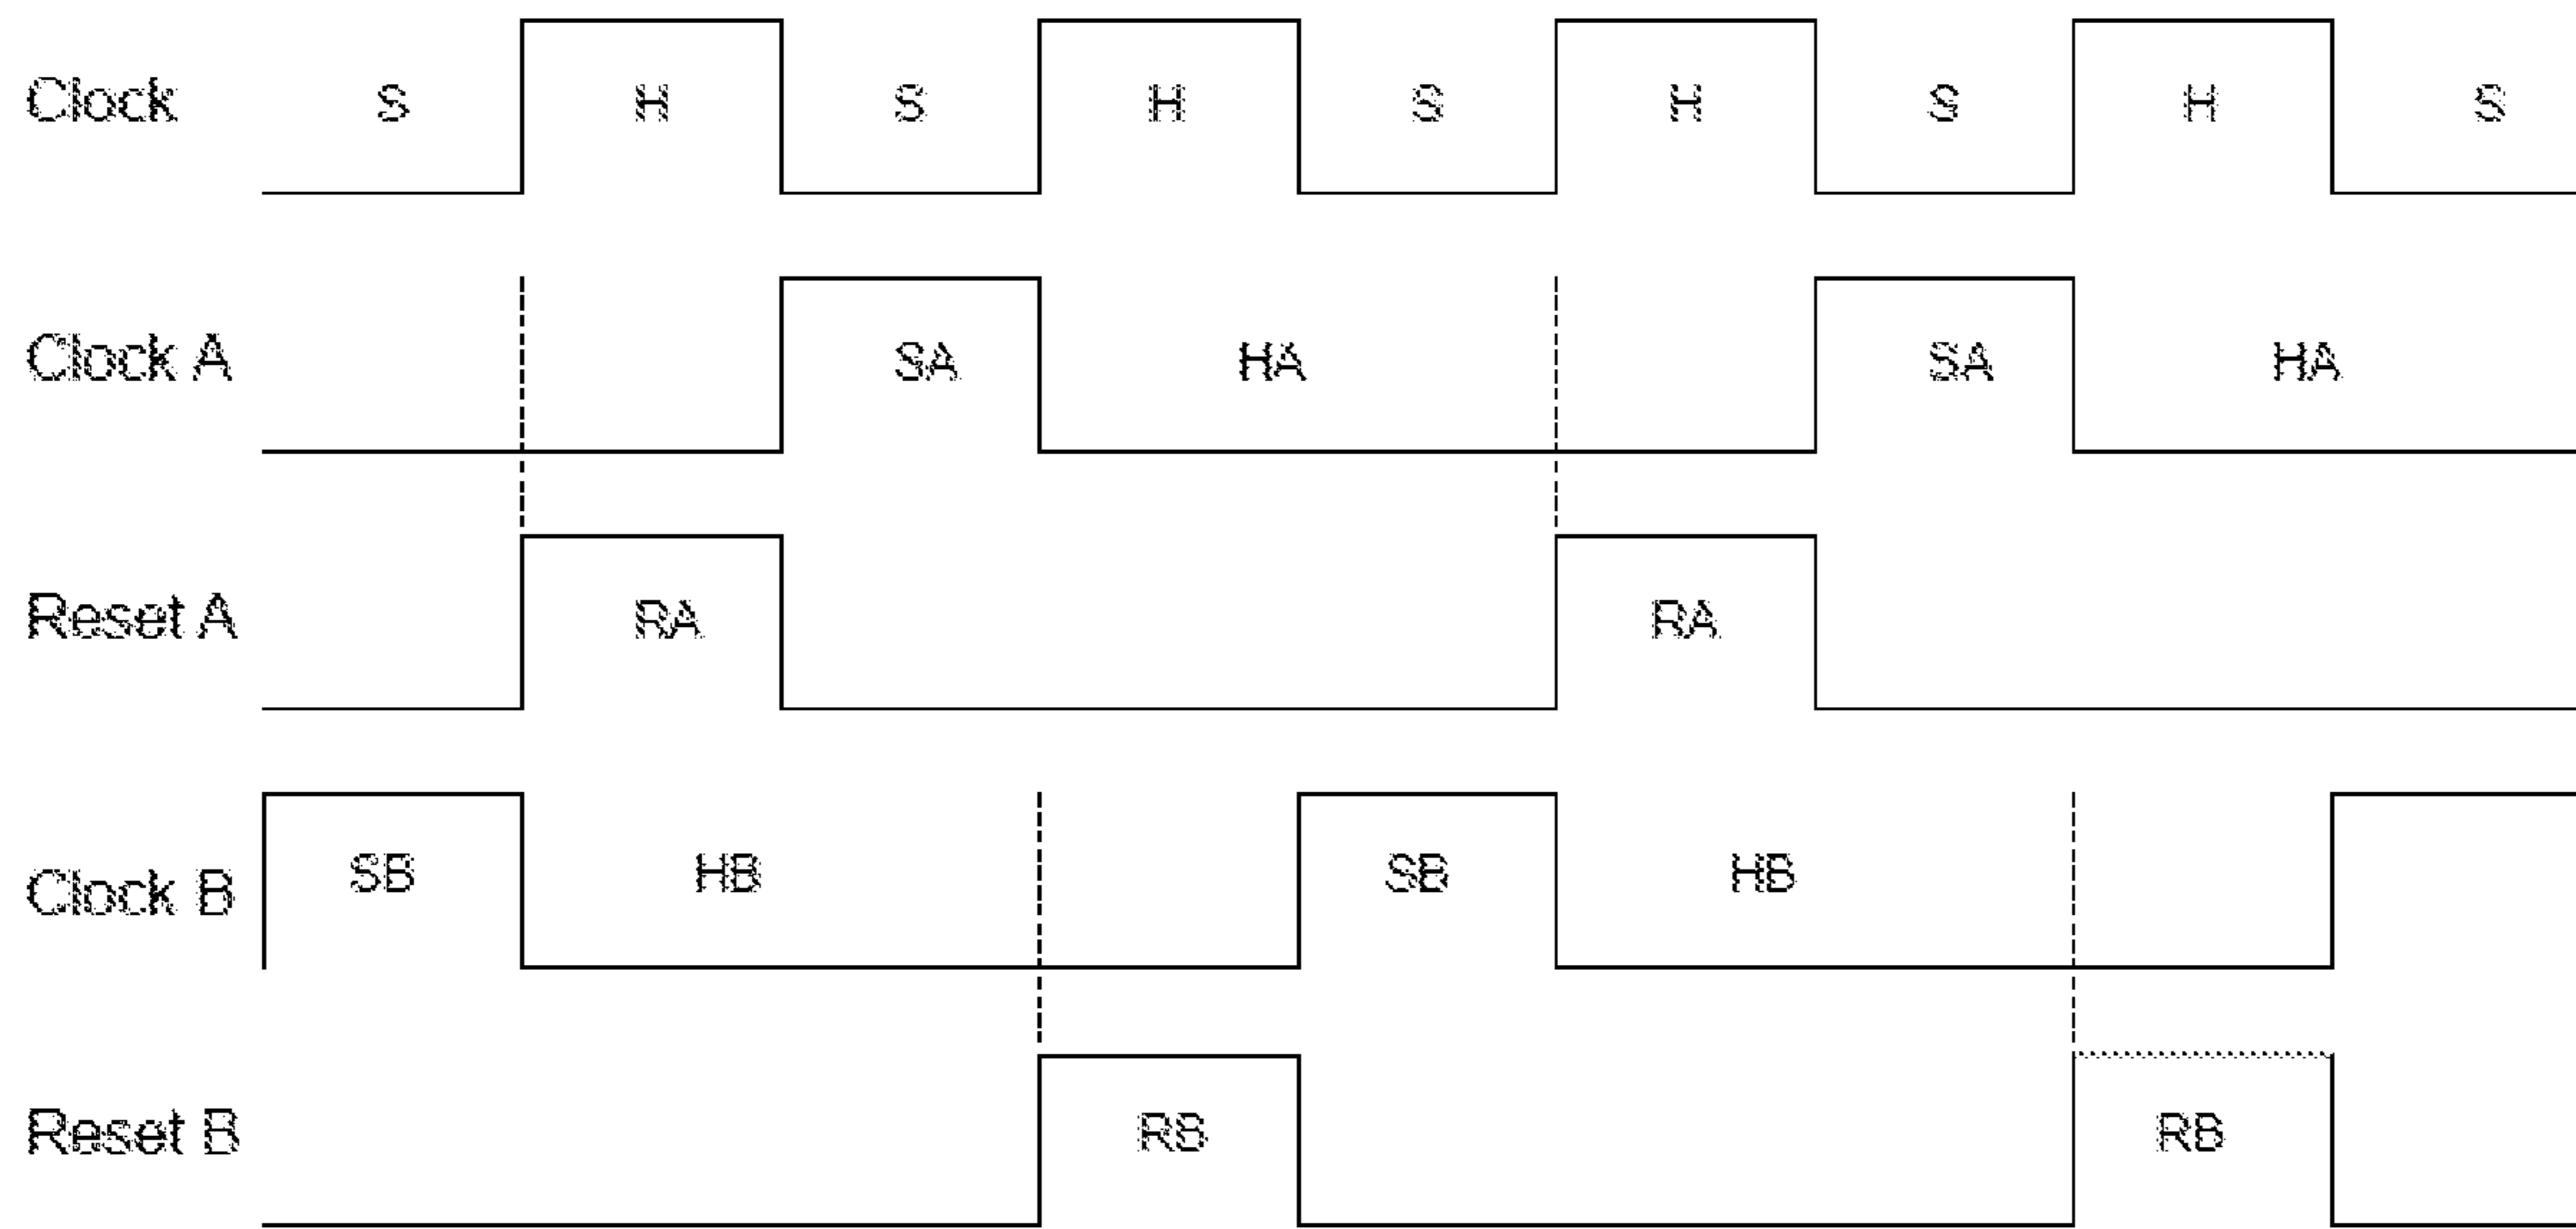 Clock S H S H S H S H S
Clock A SA HA SA HA
Reset A RA RA
Clock B SB HB SB HB
Reset B RB RB